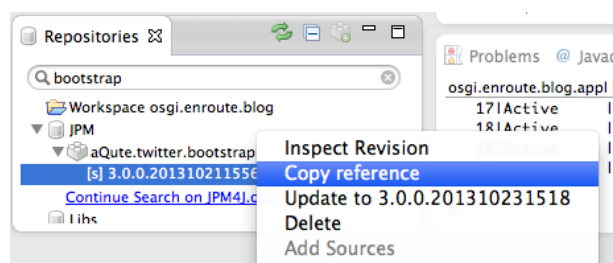 Repositories
bootstrap
Workspace osgi.enroute.blog
JPM
aQute.twitter.bootstrap
[s] 3.0.0.201310211556
Continue Search on JPM4J.
Libs
Inspect Revision
Copy reference
Update to 3.0.0.201310231518
Delete
Add Sources
Problems @ Javad
osgi.enroute.blog.appl
17|Active
18|Active